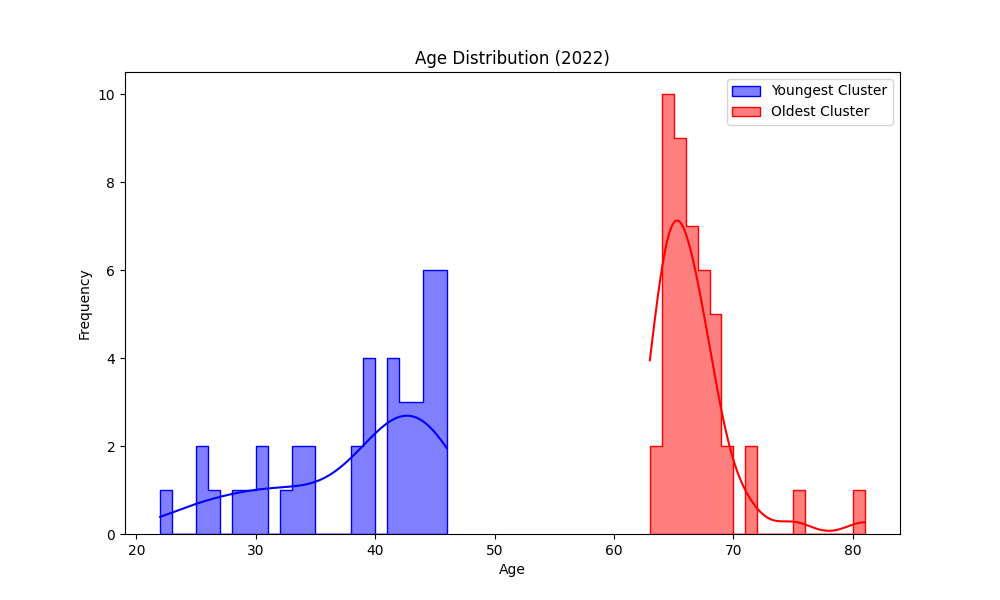 Age Distribution (2022)
Youngest Cluster
Oldest Cluster
Frequency
10
8
6
4
2
0
20 30 40 50 60 70 80
Age